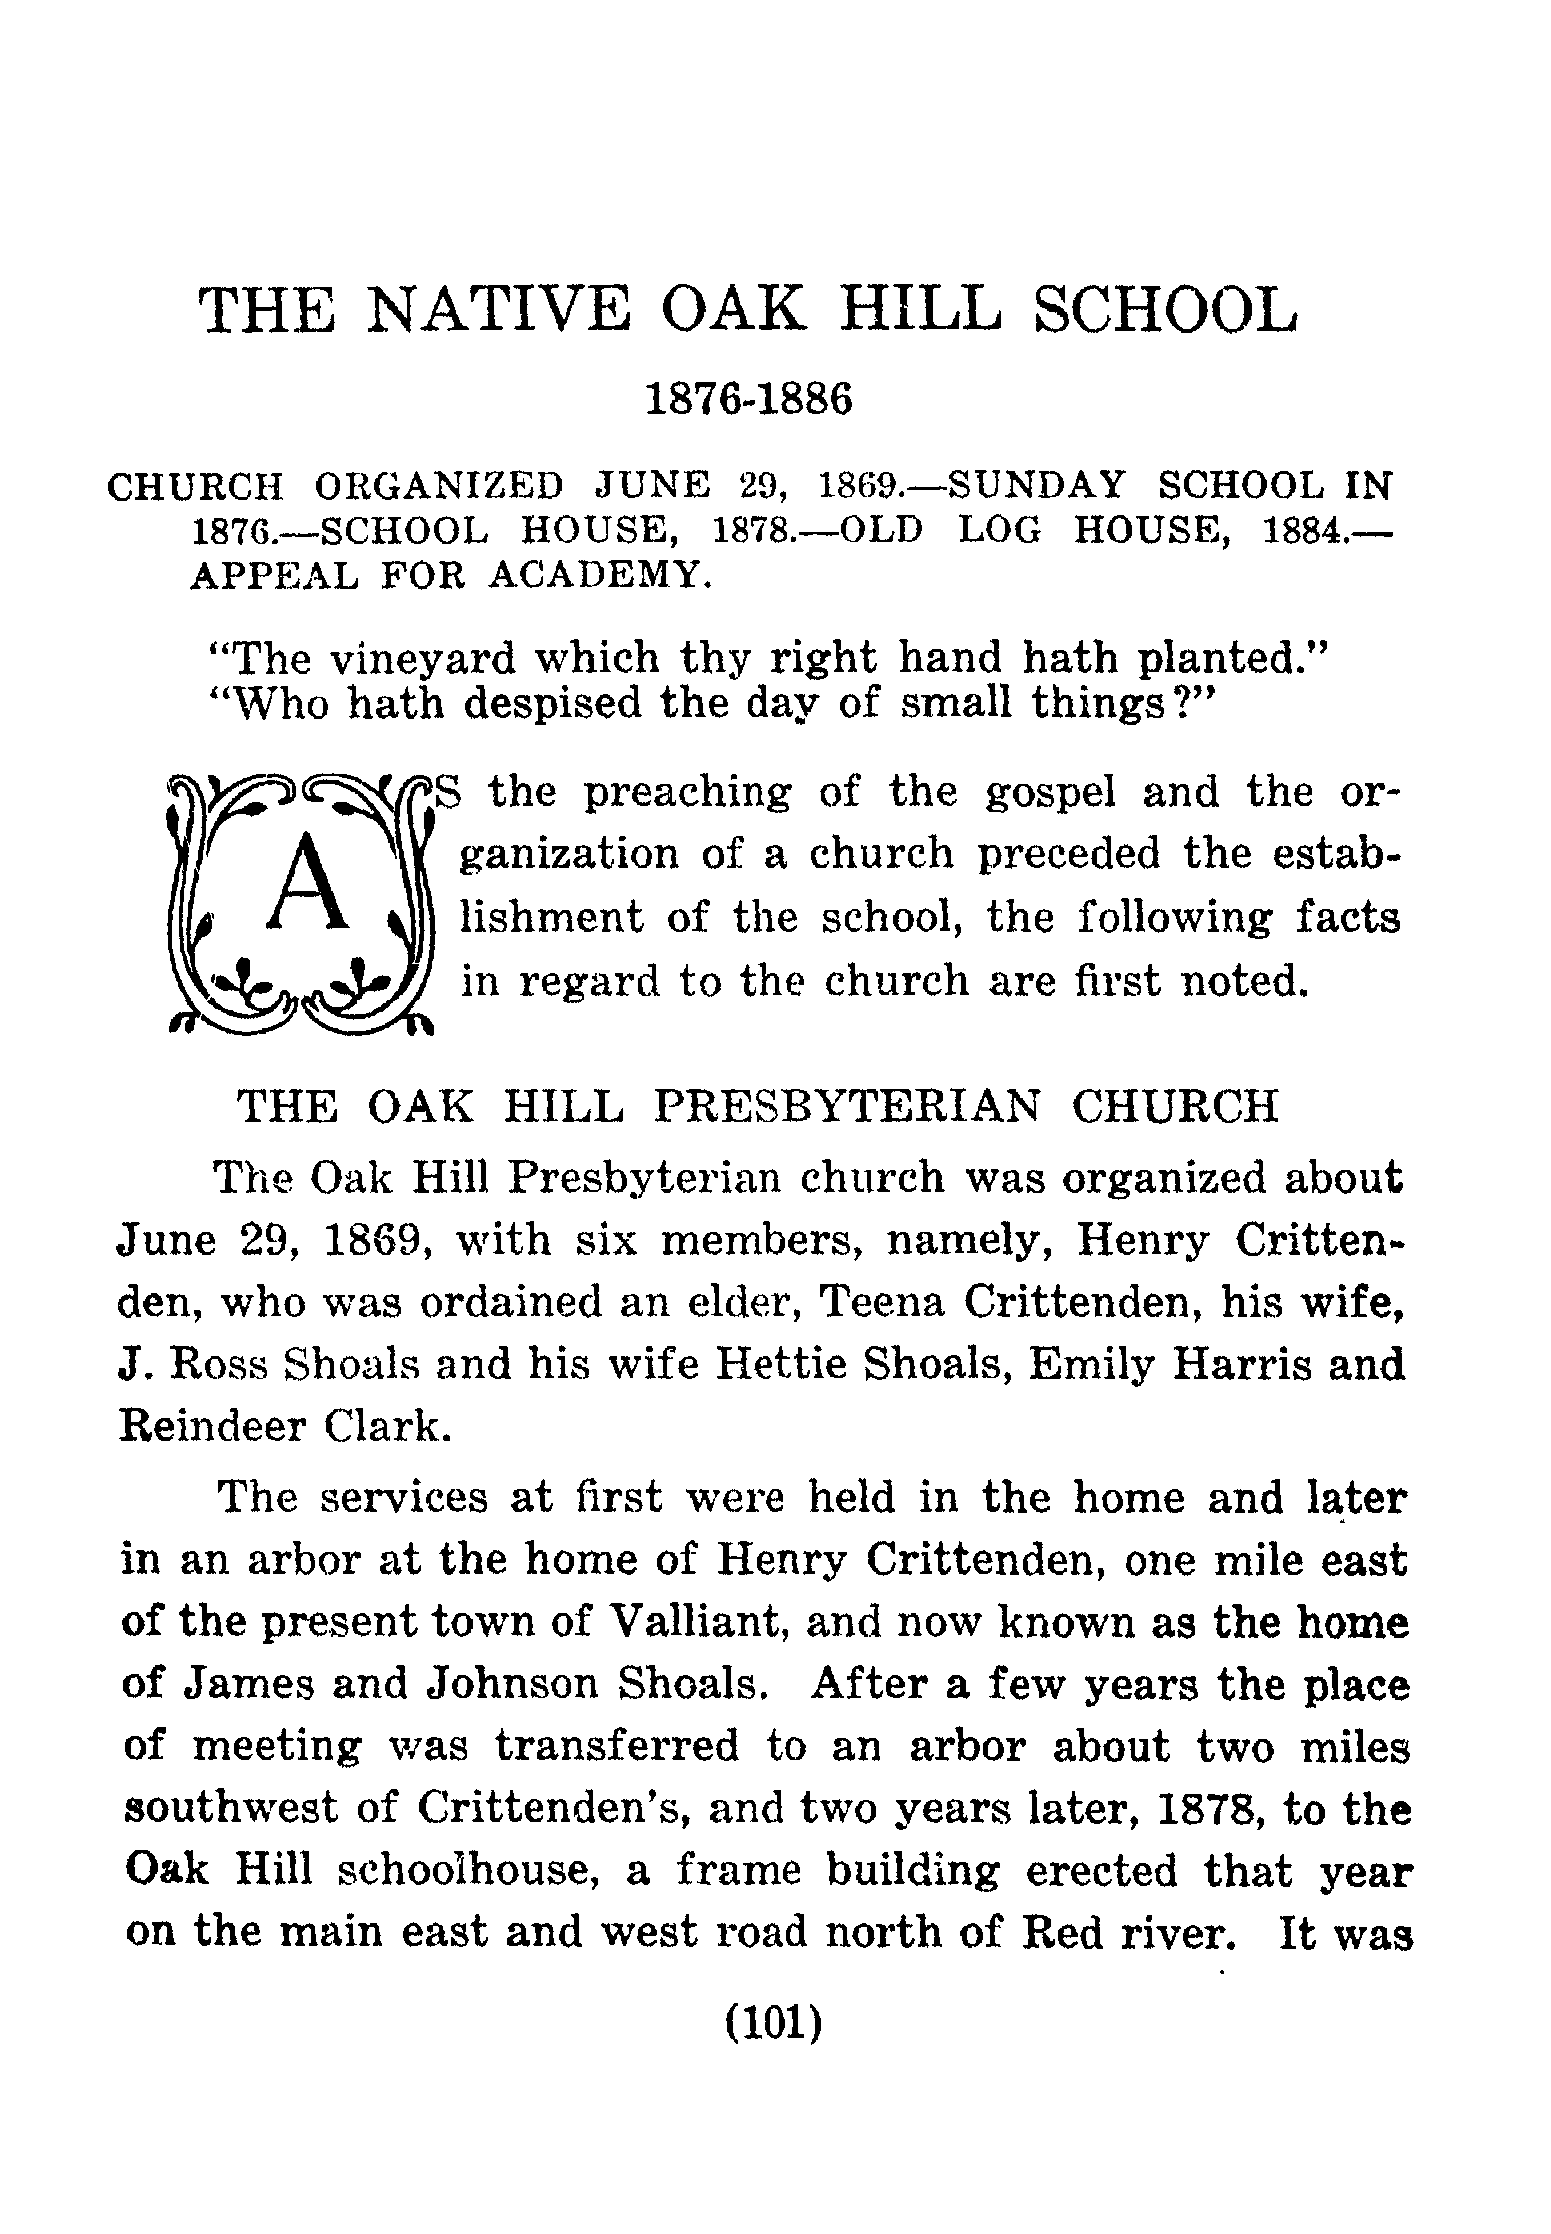 THE NATIVE OAK HILL SCHOOL
1876-1886
CHURCH ORGANIZED JUNE 29, 1869.—SUNDAY SCHOOL IN
1876.—SCHOOL HOUSE, 1878.—OLD LOG HOUSE, 1884.—
APPEAL FOR ACADEMY.
“The vineyard which thy right hand hath planted.”
“Who hath despised the day of small things?”
AS the preaching of the gospel and the or-
ganization of a church preceded the estab-
lishment of the school, the following facts
in regard to the church are first noted.
THE OAK HILL PRESBYTERIAN CHURCH
The Oak Hill Presbyterian church was organized about
June 29, 1869, with six members, namely, Henry Critten-
den, who was ordained an elder, Teena Crittenden, his wife,
J. Ross Shoals and his wife Hettie Shoals, Emily Harris and
Reindeer Clark.
The services at first were held in the home and later
in an arbor at the home of Henry Crittenden, one mile east
of the present town of Valliant, and now known as the home
of James and Johnson Shoals. After a few years the place
of meeting was transferred to an arbor about two miles
southwest of Crittenden's, and two years later, 1878, to the
Oak Hill schoolhouse, a frame building erected that year
on the main east and west road north of Red river. It was
(101)